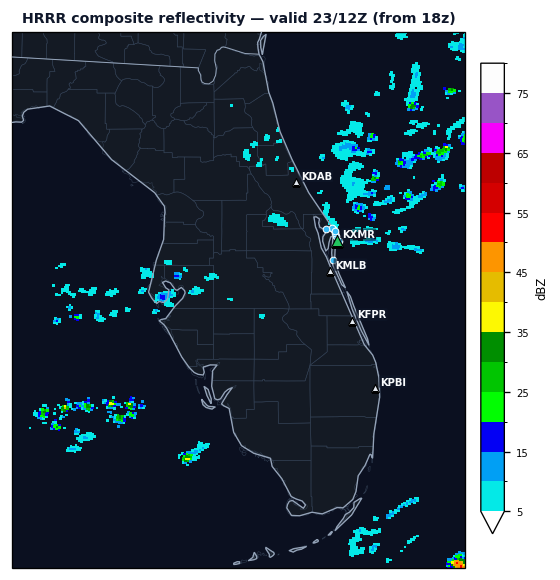 HRRR composite reflectivity — valid 23/12Z (from 18z)
75
65
55
45
35
25
15
5
dBZ
KDAB
KXMR
KMLB
KFPR
KPBI